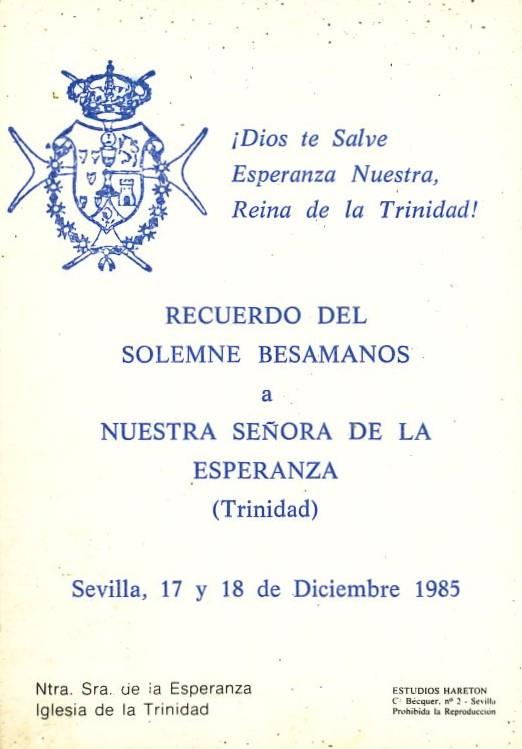 ¡Dios te Salve
Esperanza Nuestra,
Reina de la Trinidad!
RECUERDO DEL
SOLEMNE BESAMANOS
a
NUESTRA SEÑORA DE LA
ESPERANZA
(Trinidad)
Sevilla, 17 y 18 de Diciembre 1985
Ntra. Sra. de la Esperanza
Iglesia de la Trinidad
ESTUDIOS HARETON
C/ Bécquer, nº 2 - Sevilla
Prohibida la Reproducción